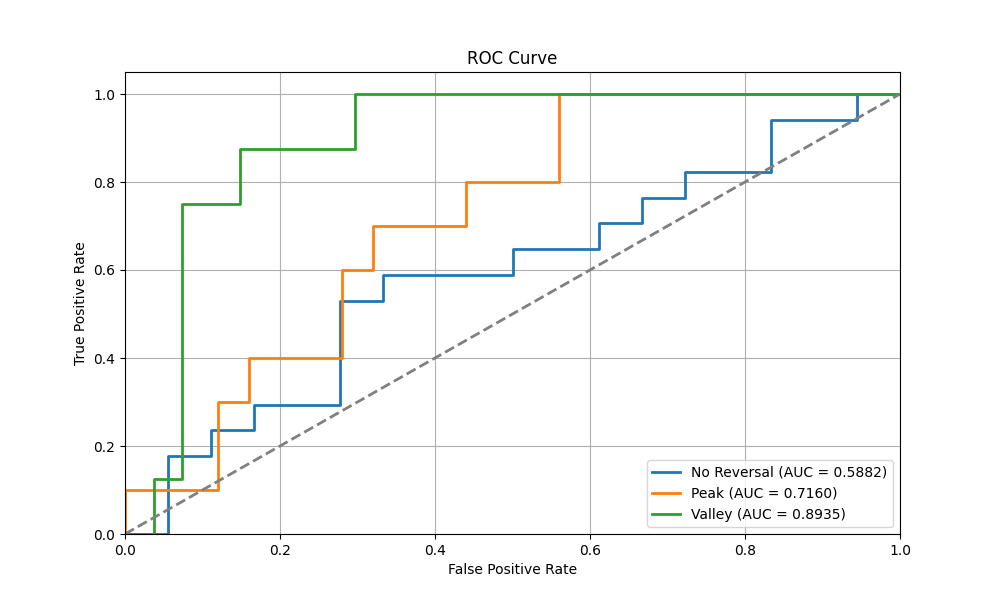 ROC Curve
True Positive Rate
1.0
0.8
0.6
0.4
0.2
0.0
0.0 0.2 0.4 0.6 0.8 1.0
False Positive Rate
No Reversal (AUC = 0.5882)
Peak (AUC = 0.7160)
Valley (AUC = 0.8935)